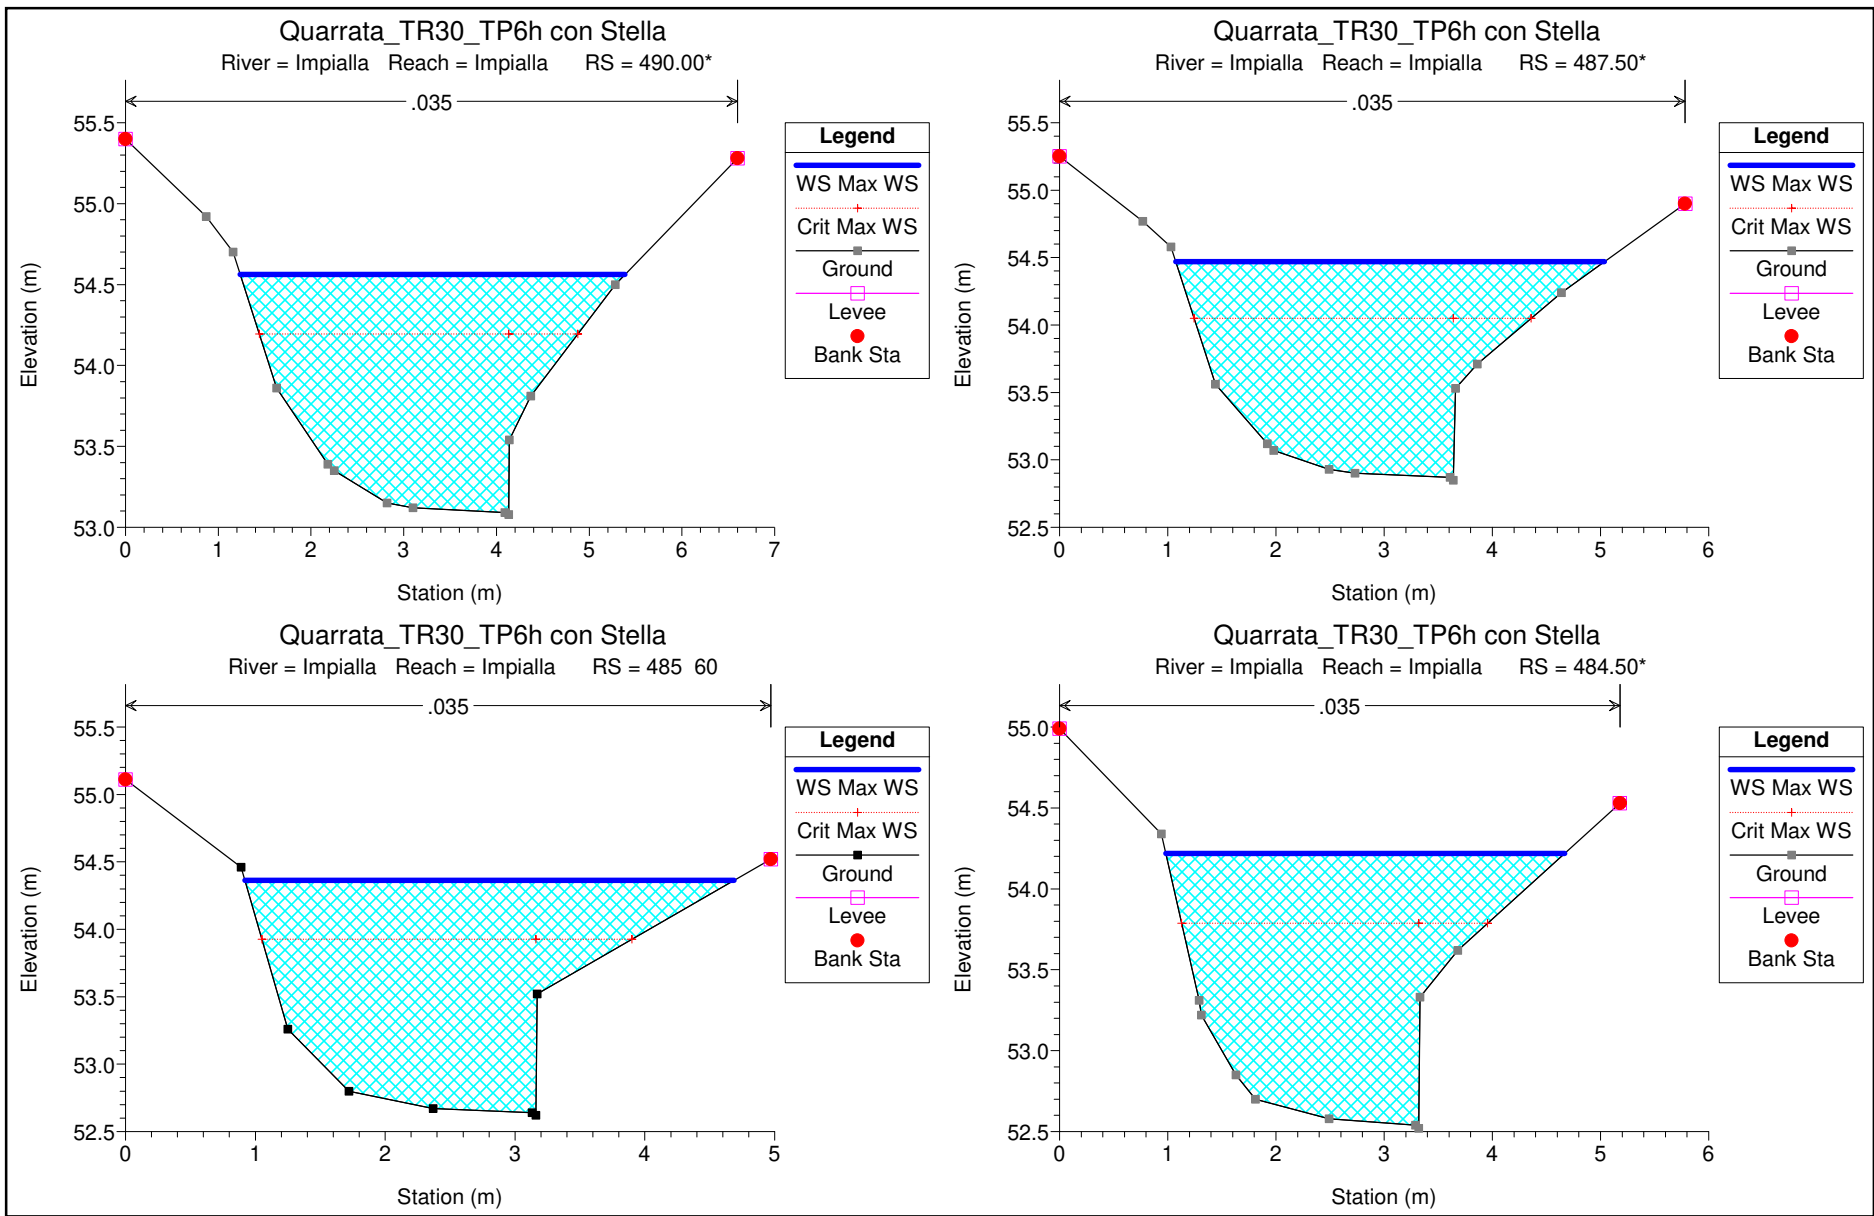 Quarrata_TR30_TP6h con Stella
River = Impialla Reach = Impialla RS = 490.00*
.035
55.5
55.0
54.5
54.0
53.5
53.0
0 1 2 3 4 5 6 7
Elevation (m)
Station (m)
Legend
WS Max WS
Crit Max WS
Ground
Levee
Bank Sta
Quarrata_TR30_TP6h con Stella
River = Impialla Reach = Impialla RS = 487.50*
.035
55.5
55.0
54.5
54.0
53.5
53.0
52.5
0 1 2 3 4 5 6
Elevation (m)
Station (m)
Legend
WS Max WS
Crit Max WS
Ground
Levee
Bank Sta
Quarrata_TR30_TP6h con Stella
River = Impialla Reach = Impialla RS = 485 60
.035
55.5
55.0
54.5
54.0
53.5
53.0
52.5
0 1 2 3 4 5
Elevation (m)
Station (m)
Legend
WS Max WS
Crit Max WS
Ground
Levee
Bank Sta
Quarrata_TR30_TP6h con Stella
River = Impialla Reach = Impialla RS = 484.50*
.035
55.0
54.5
54.0
53.5
53.0
52.5
0 1 2 3 4 5 6
Elevation (m)
Station (m)
Legend
WS Max WS
Crit Max WS
Ground
Levee
Bank Sta